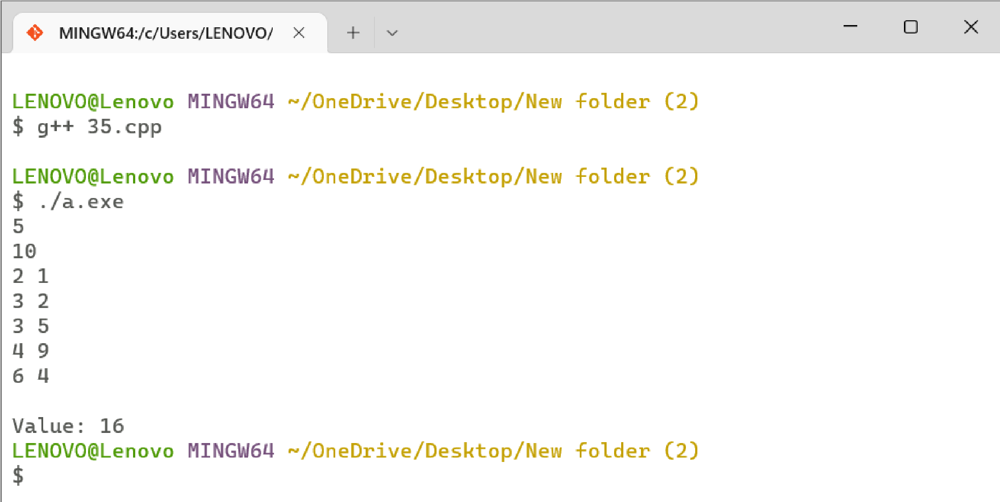 MINGW64:/c/Users/LENOVO/
LENOVO@Lenovo MINGW64 ~/OneDrive/Desktop/New folder (2)
$ g++ 35.cpp
LENOVO@Lenovo MINGW64 ~/OneDrive/Desktop/New folder (2)
$ ./a.exe
5
10
2 1
3 2
3 5
4 9
6 4
Value: 16
LENOVO@Lenovo MINGW64 ~/OneDrive/Desktop/New folder (2)
$